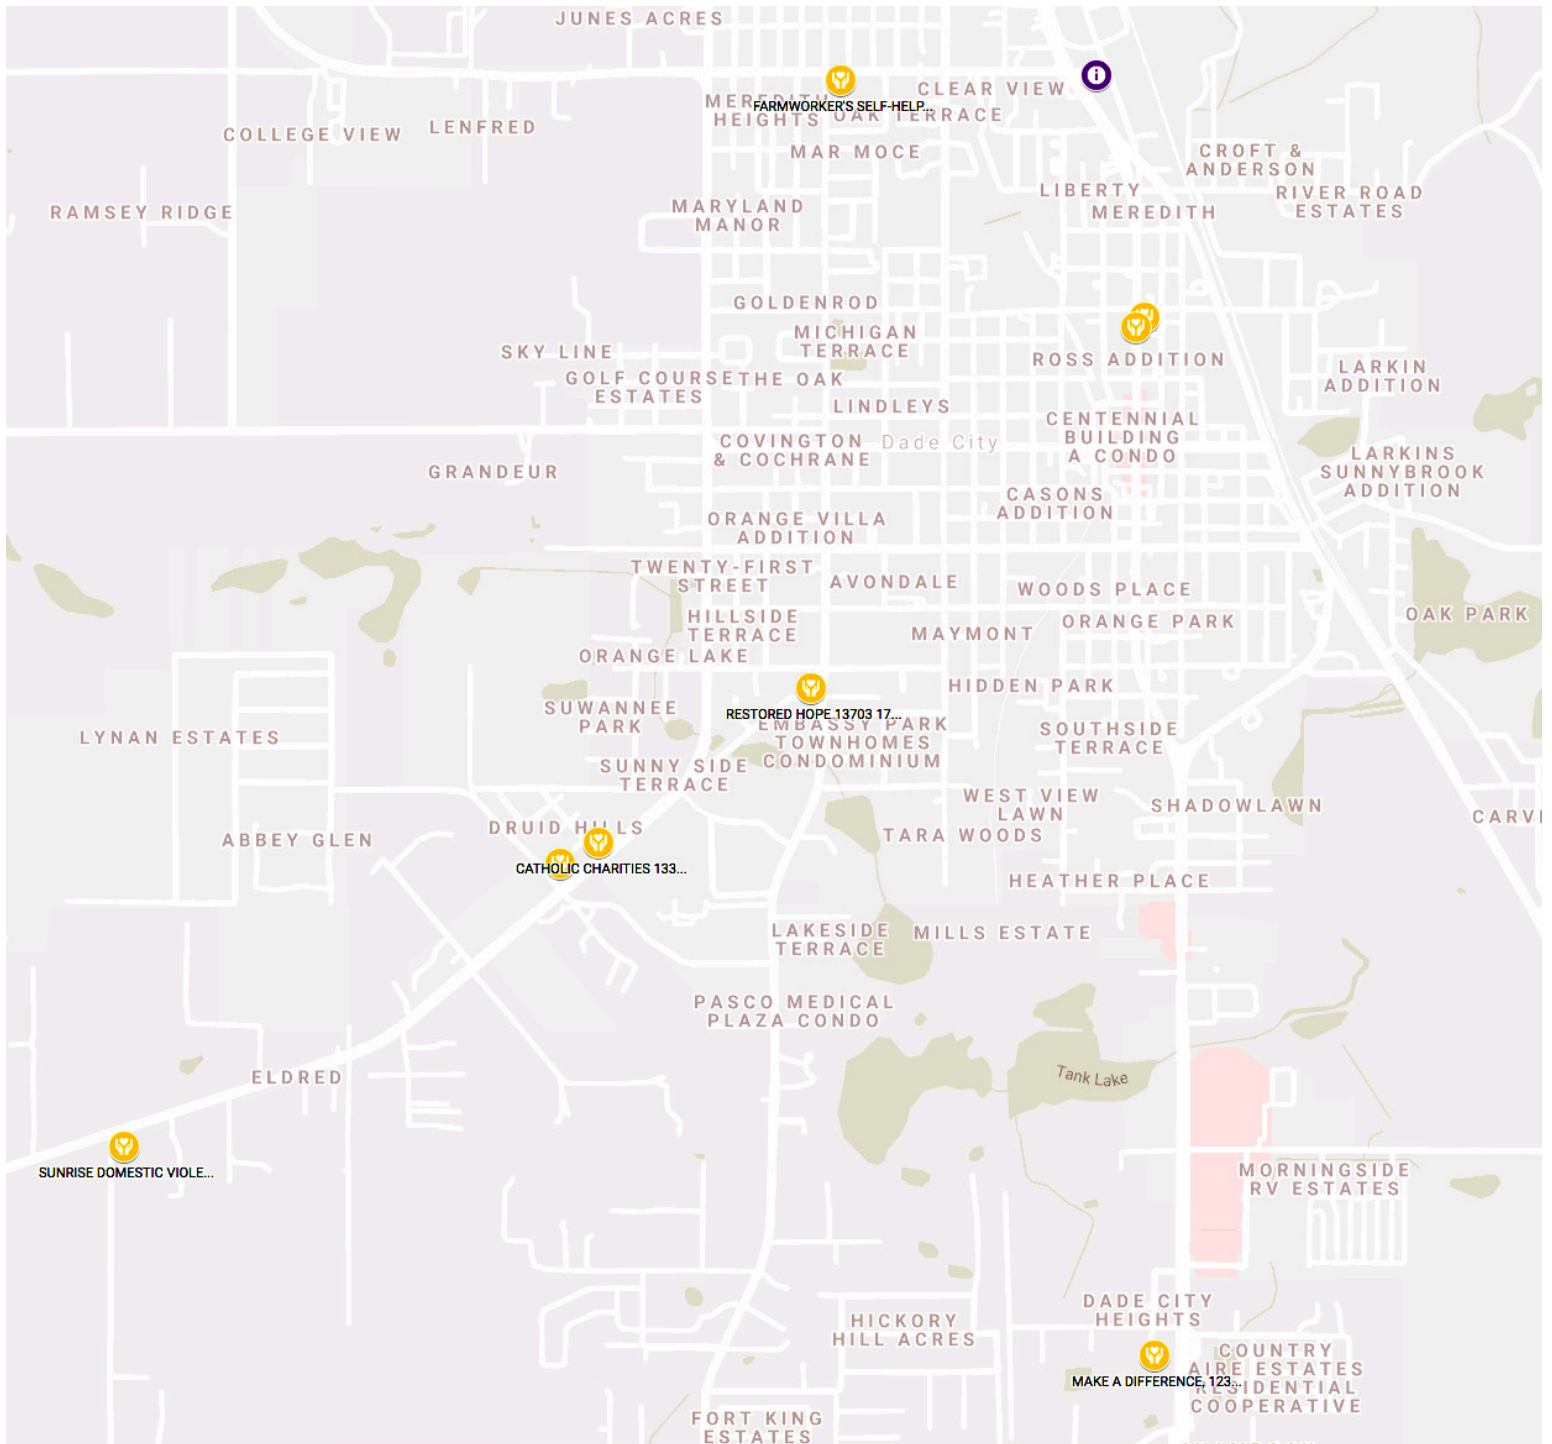 JUNES ACRES
CLEAR VIEW
MEREDITH
HEIGHTS
FARMWORKER'S SELF-HELP...
OAK TERRACE
COLLEGE VIEW
LENFRED
MAR MOCE
CROFT &
ANDERSON
LIBERTY
RIVER ROAD
ESTATES
MEREDITH
RAMSEY RIDGE
MARYLAND
MANOR
GOLDENROD
MICHIGAN
TERRACE
SKY LINE
ROSS ADDITION
LARKIN
ADDITION
GOLF COURSE
ESTATES
THE OAK
LINDLEYS
CENTENNIAL
BUILDING
A CONDO
COVINGTON
& COCHRANE
Dade City
LARKINS
SUNNYBROOK
ADDITION
GRANDEUR
CASONS
ADDITION
ORANGE VILLA
ADDITION
TWENTY-FIRST
STREET
AVONDALE
WOODS PLACE
HILLSIDE
TERRACE
MAYMONT
ORANGE PARK
OAK PARK
ORANGE LAKE
HIDDEN PARK
SUWANNEE
PARK
RESTORED HOPE 13703 17...
EMBASSY PARK
TOWNHOMES
CONDOMINIUM
SOUTHSIDE
TERRACE
LYNAN ESTATES
SUNNY SIDE
TERRACE
WEST VIEW
LAWN
SHADOWLAWN
CARVI
DRUID HILLS
TARA WOODS
ABBEY GLEN
CATHOLIC CHARITIES 133...
HEATHER PLACE
LAKESIDE
TERRACE
MILLS ESTATE
PASCO MEDICAL
PLAZA CONDO
Tank Lake
ELDRED
SUNRISE DOMESTIC VIOLE...
MORNINGSIDE
RV ESTATES
DADE CITY
HEIGHTS
HICKORY
HILL ACRES
MAKE A DIFFERENCE, 123...
COUNTRY
AIRE ESTATES
RESIDENTIAL
COOPERATIVE
FORT KING
ESTATES